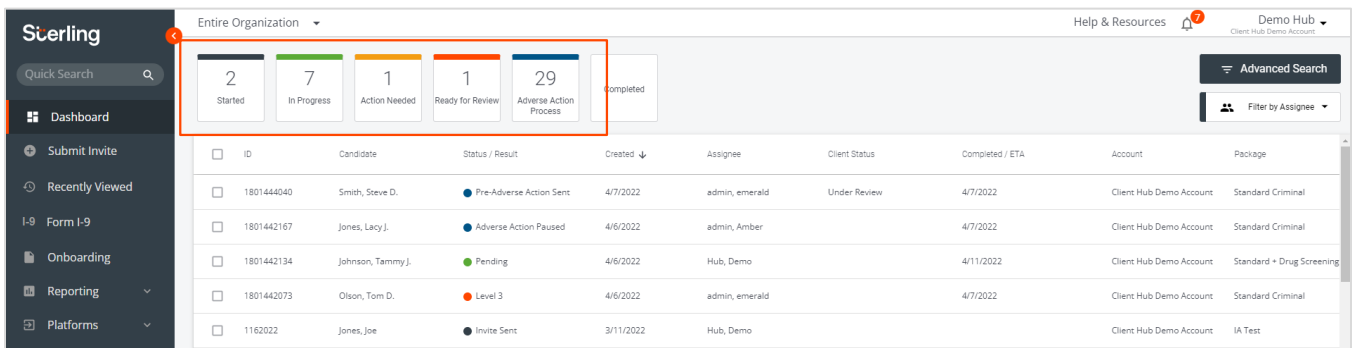 Sterling
Quick Search
Dashboard
Submit Invite
Recently Viewed
I-9 Form I-9
Onboarding
Reporting
Platforms
Entire Organization
Help & Resources 7 Demo Hub
Client Hub Demo Account
2 Started
7 In Progress
1 Action Needed
1 Ready for Review
29 Adverse Action
Process
Completed
Advanced Search
Filter by Assignee
ID Candidate Status / Result Created Assignee Client Status Completed / ETA Account Package
1801444040 Smith, Steve D. Pre-Adverse Action Sent 4/7/2022 admin, emerald Under Review 4/7/2022 Client Hub Demo Account Standard Criminal
1801442167 Jones, Lacy J. Adverse Action Paused 4/6/2022 admin, Amber 4/7/2022 Client Hub Demo Account Standard Criminal
1801442134 Johnson, Tammy J. Pending 4/6/2022 Hub, Demo 4/11/2022 Client Hub Demo Account Standard + Drug Screening
1801442073 Olson, Tom D. Level 3 4/6/2022 admin, emerald 4/7/2022 Client Hub Demo Account Standard Criminal
1162022 Jones, Joe Invite Sent 3/11/2022 Hub, Demo Client Hub Demo Account IA Test